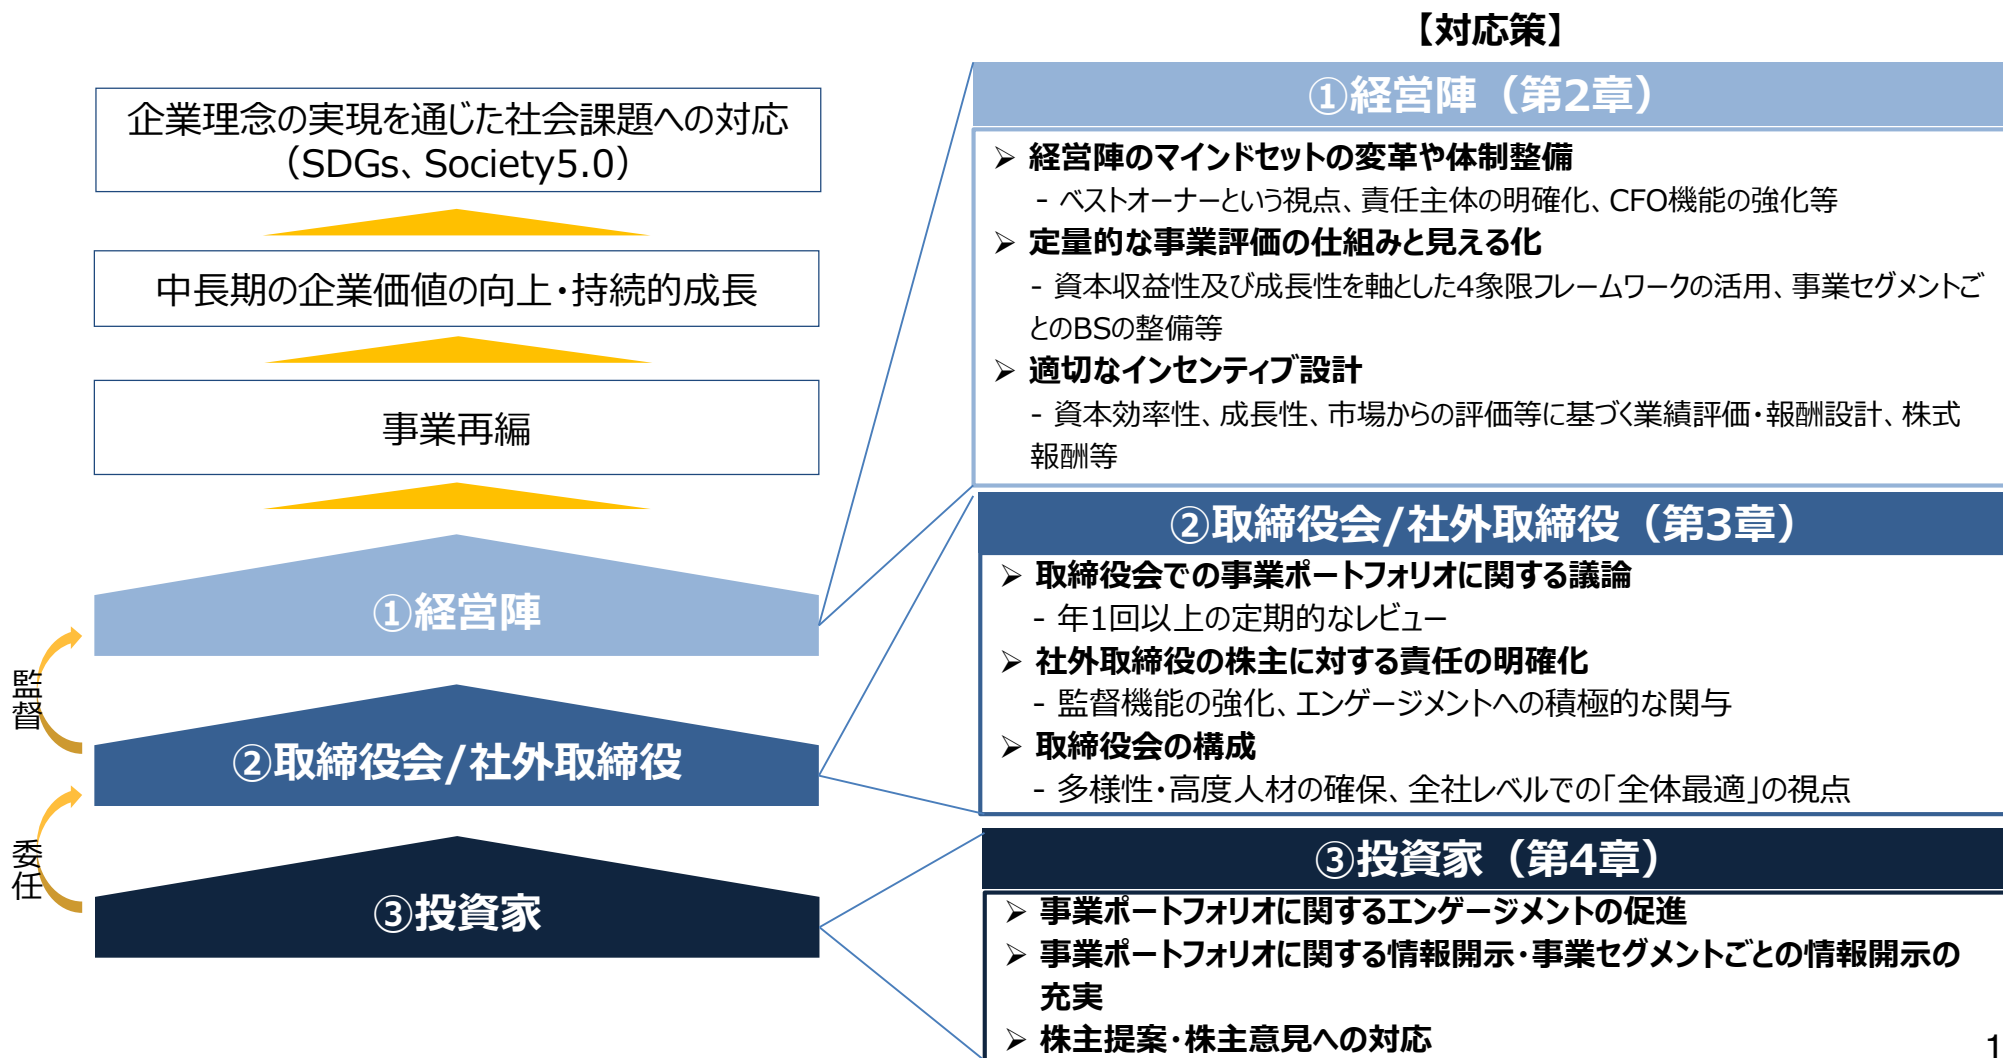 【対応策】
企業理念の実現を通じた社会課題への対応
（SDGs、Society5.0）
中長期の企業価値の向上・持続的成長
事業再編
①経営陣
②取締役会/社外取締役
③投資家
監督
委任
①経営陣（第2章）
➢ 経営陣のマインドセットの変革や体制整備
- ベストオーナーという視点、責任主体の明確化、CFO機能の強化等
➢ 定量的な事業評価の仕組みと見える化
- 資本収益性及び成長性を軸とした4象限フレームワークの活用、事業セグメントご
とのBSの整備等
➢ 適切なインセンティブ設計
- 資本効率性、成長性、市場からの評価等に基づく業績評価・報酬設計、株式
報酬等
②取締役会/社外取締役（第3章）
➢ 取締役会での事業ポートフォリオに関する議論
- 年1回以上の定期的なレビュー
➢ 社外取締役の株主に対する責任の明確化
- 監督機能の強化、エンゲージメントへの積極的な関与
➢ 取締役会の構成
- 多様性・高度人材の確保、全社レベルでの「全体最適」の視点
③投資家（第4章）
➢ 事業ポートフォリオに関するエンゲージメントの促進
➢ 事業ポートフォリオに関する情報開示・事業セグメントごとの情報開示の
充実
➢ 株主提案・株主意見への対応
1